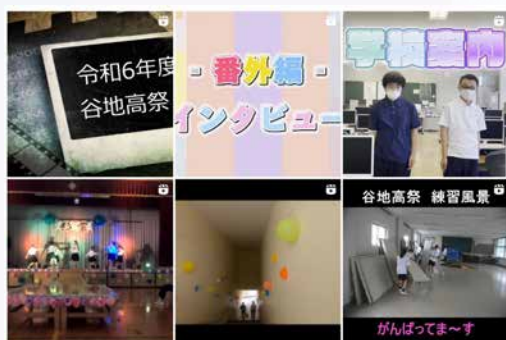 令和6年度
谷地高祭
- 番外編 -
インタビュー
学校案内
谷地高祭 練習風景
がんばってま〜す